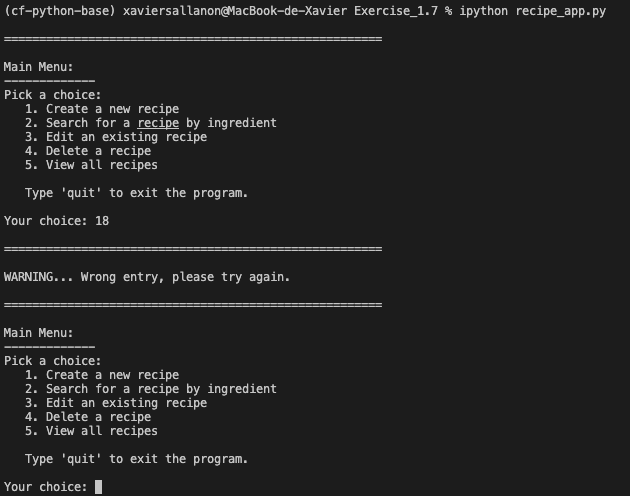 (cf-python-base) xaviersallanon@MacBook-de-Xavier Exercise_1.7 % ipython recipe_app.py
======================================================
Main Menu:
-------------
Pick a choice:
   1. Create a new recipe
   2. Search for a recipe by ingredient
   3. Edit an existing recipe
   4. Delete a recipe
   5. View all recipes
   Type 'quit' to exit the program.
Your choice: 18
======================================================
WARNING... Wrong entry, please try again.
======================================================
Main Menu:
-------------
Pick a choice:
   1. Create a new recipe
   2. Search for a recipe by ingredient
   3. Edit an existing recipe
   4. Delete a recipe
   5. View all recipes
   Type 'quit' to exit the program.
Your choice: